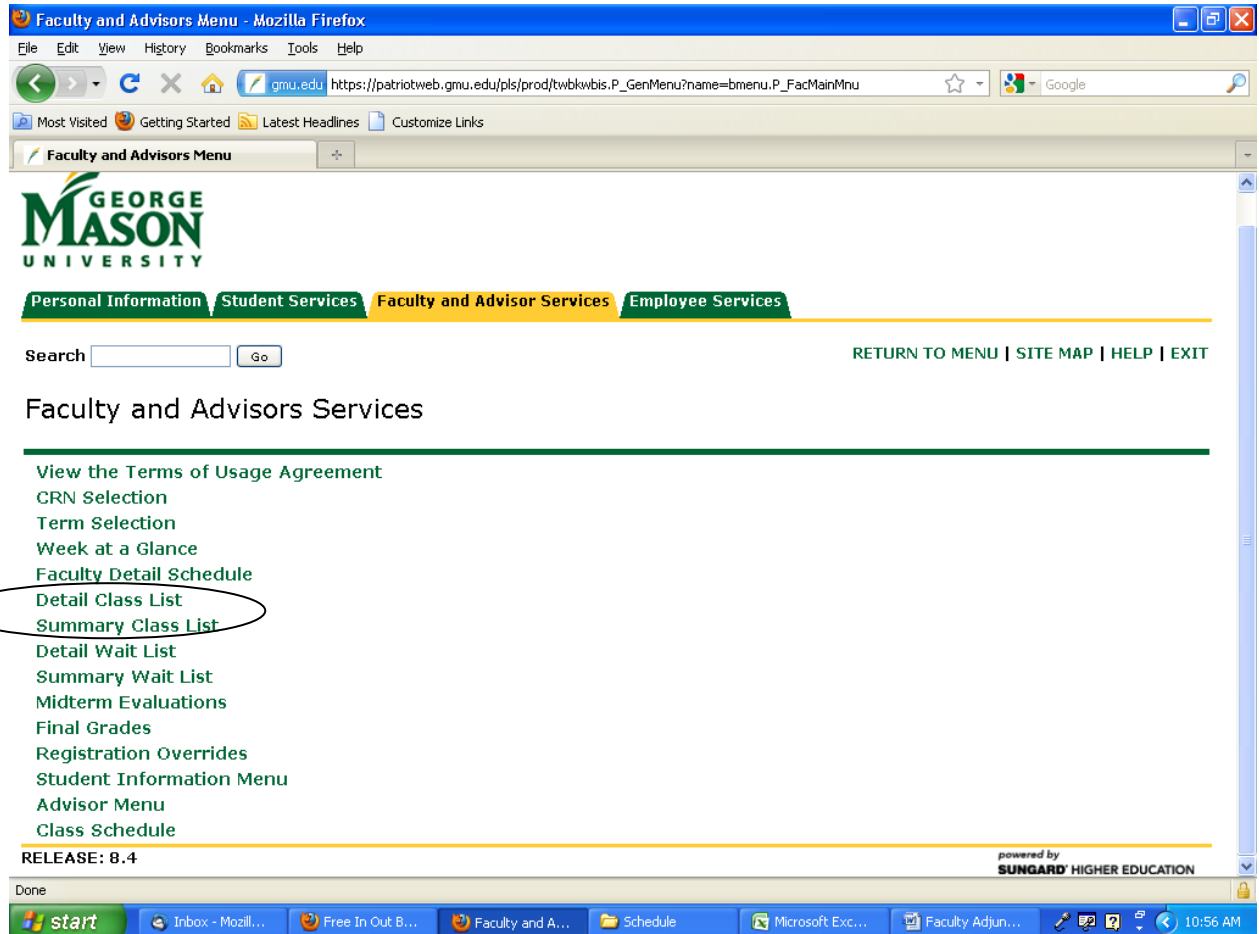 Faculty and Advisors Menu - Mozilla Firefox
File Edit View History Bookmarks Tools Help
gmu.edu https://patriotweb.gmu.edu/pls/prod/twbkwbis.P_GenMenu?name=bmenu.P_FacMainMnu Google
Most Visited Getting Started Latest Headlines Customize Links
Faculty and Advisors Menu
GEORGE
MASON
UNIVERSITY
Personal Information Student Services Faculty and Advisor Services Employee Services
Search Go RETURN TO MENU | SITE MAP | HELP | EXIT
Faculty and Advisors Services
View the Terms of Usage Agreement
CRN Selection
Term Selection
Week at a Glance
Faculty Detail Schedule
Detail Class List
Summary Class List
Detail Wait List
Summary Wait List
Midterm Evaluations
Final Grades
Registration Overrides
Student Information Menu
Advisor Menu
Class Schedule
RELEASE: 8.4 powered by
SUNGARD' HIGHER EDUCATION
Done
start Inbox - Mozill... Free In Out B... Faculty and A... Schedule Microsoft Exc... Faculty Adjun... 10:56 AM